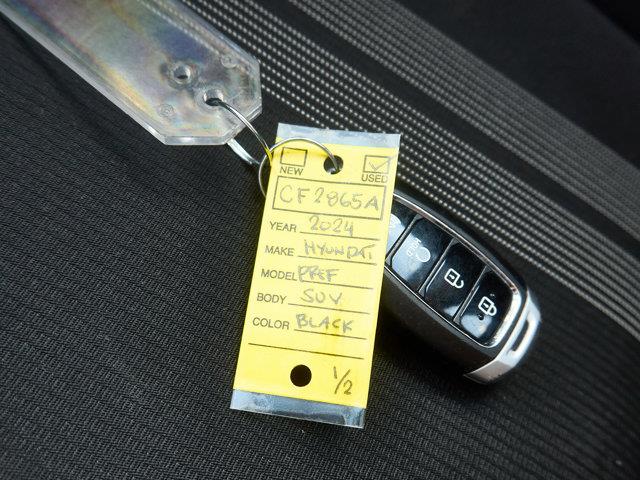 NEW USED
CF2865A
YEAR 2024
MAKE HYUNDAI
MODEL PREF
BODY SUV
COLOR BLACK
1/2